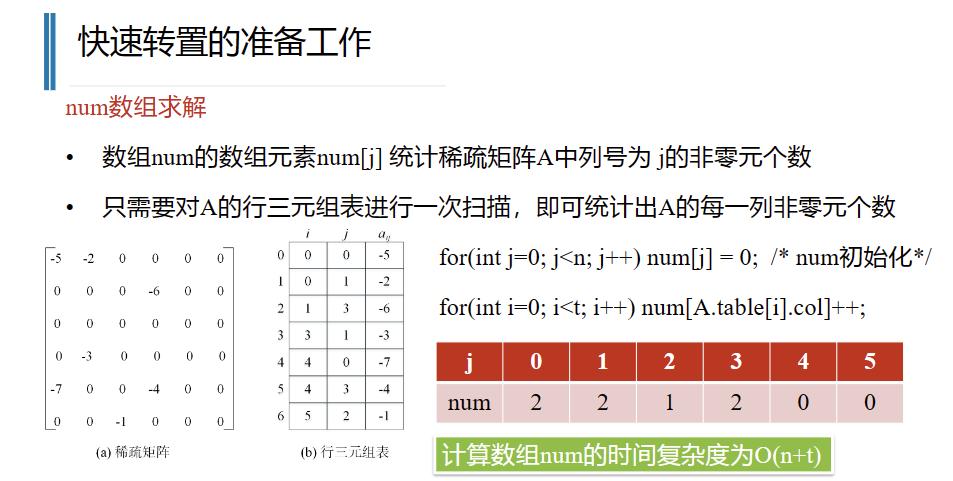 快速转置的准备工作
num数组求解
• 数组num的数组元素num[j] 统计稀疏矩阵A中列号为 j的非零元个数
• 只需要对A的行三元组表进行一次扫描，即可统计出A的每一列非零元个数
-5 -2 0 0 0 0
0 0 0 -6 0 0
0 0 0 0 0 0
0 -3 0 0 0 0
-7 0 0 -4 0 0
0 0 -1 0 0 0
(a) 稀疏矩阵
i j aij
0 0 0 -5
1 0 1 -2
2 1 3 -6
3 3 1 -3
4 4 0 -7
5 4 3 -4
6 5 2 -1
(b) 行三元组表
for(int j=0; j<n; j++) num[j] = 0; /* num初始化*/
for(int i=0; i<t; i++) num[A.table[i].col]++;
j 0 1 2 3 4 5
num 2 2 1 2 0 0
计算数组num的时间复杂度为O(n+t)